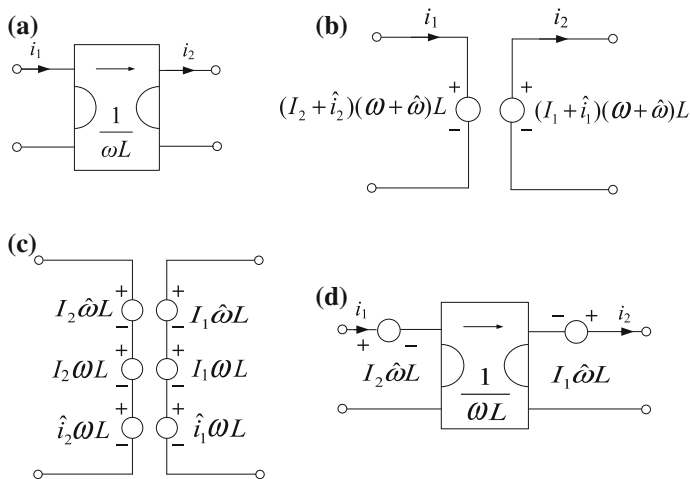 (a)
i₁
i₂
1
ωL
(b)
i₁
i₂
+
+
(I₂ + î₂)(ω + ω̂)L
(I₁ + î₁)(ω + ω̂)L
−
−
(c)
+
+
I₂ω̂L
I₁ω̂L
−
−
+
+
I₂ωL
I₁ωL
−
−
+
+
î₂ωL
î₁ωL
−
−
(d)
i₁
i₂
+
−
−
+
I₂ω̂L
I₁ω̂L
1
ωL